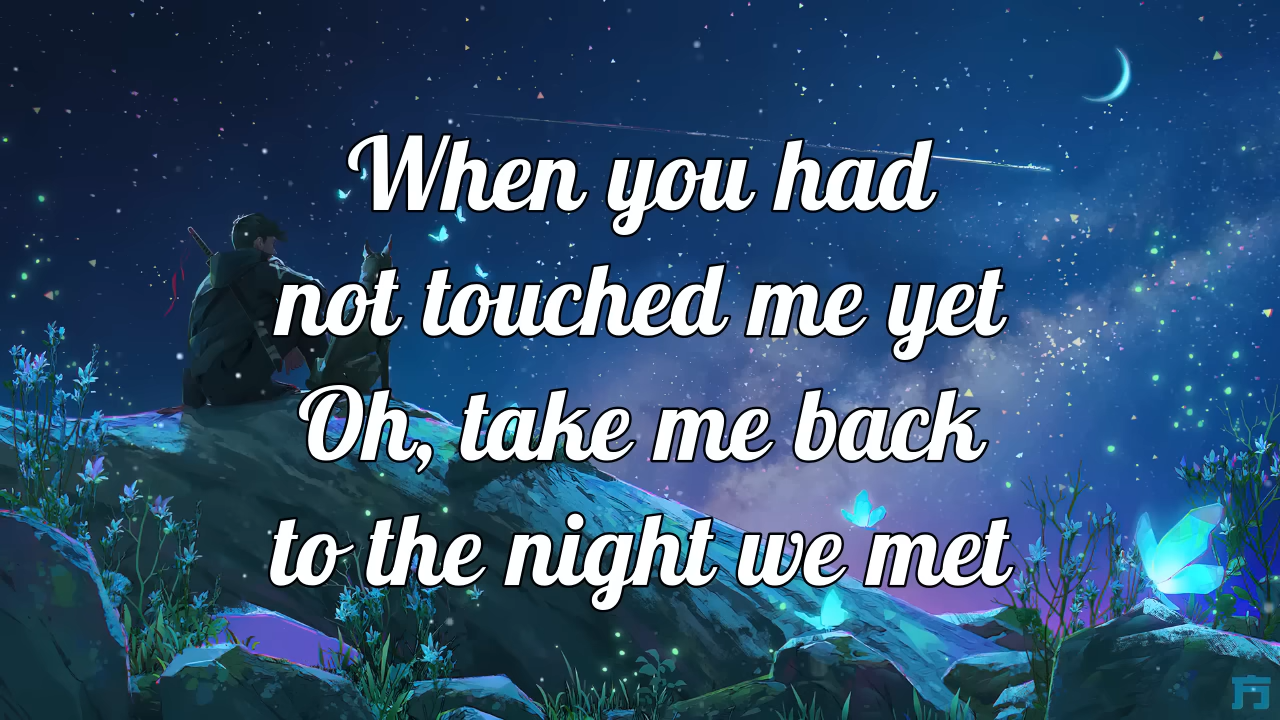 When you had
not touched me yet
Oh, take me back
to the night we met